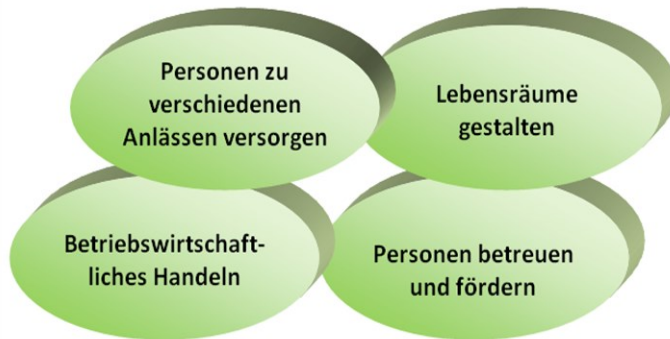 Personen zu
verschiedenen
Anlässen versorgen
Lebensräume
gestalten
Betriebswirtschaft-
liches Handeln
Personen betreuen
und fördern